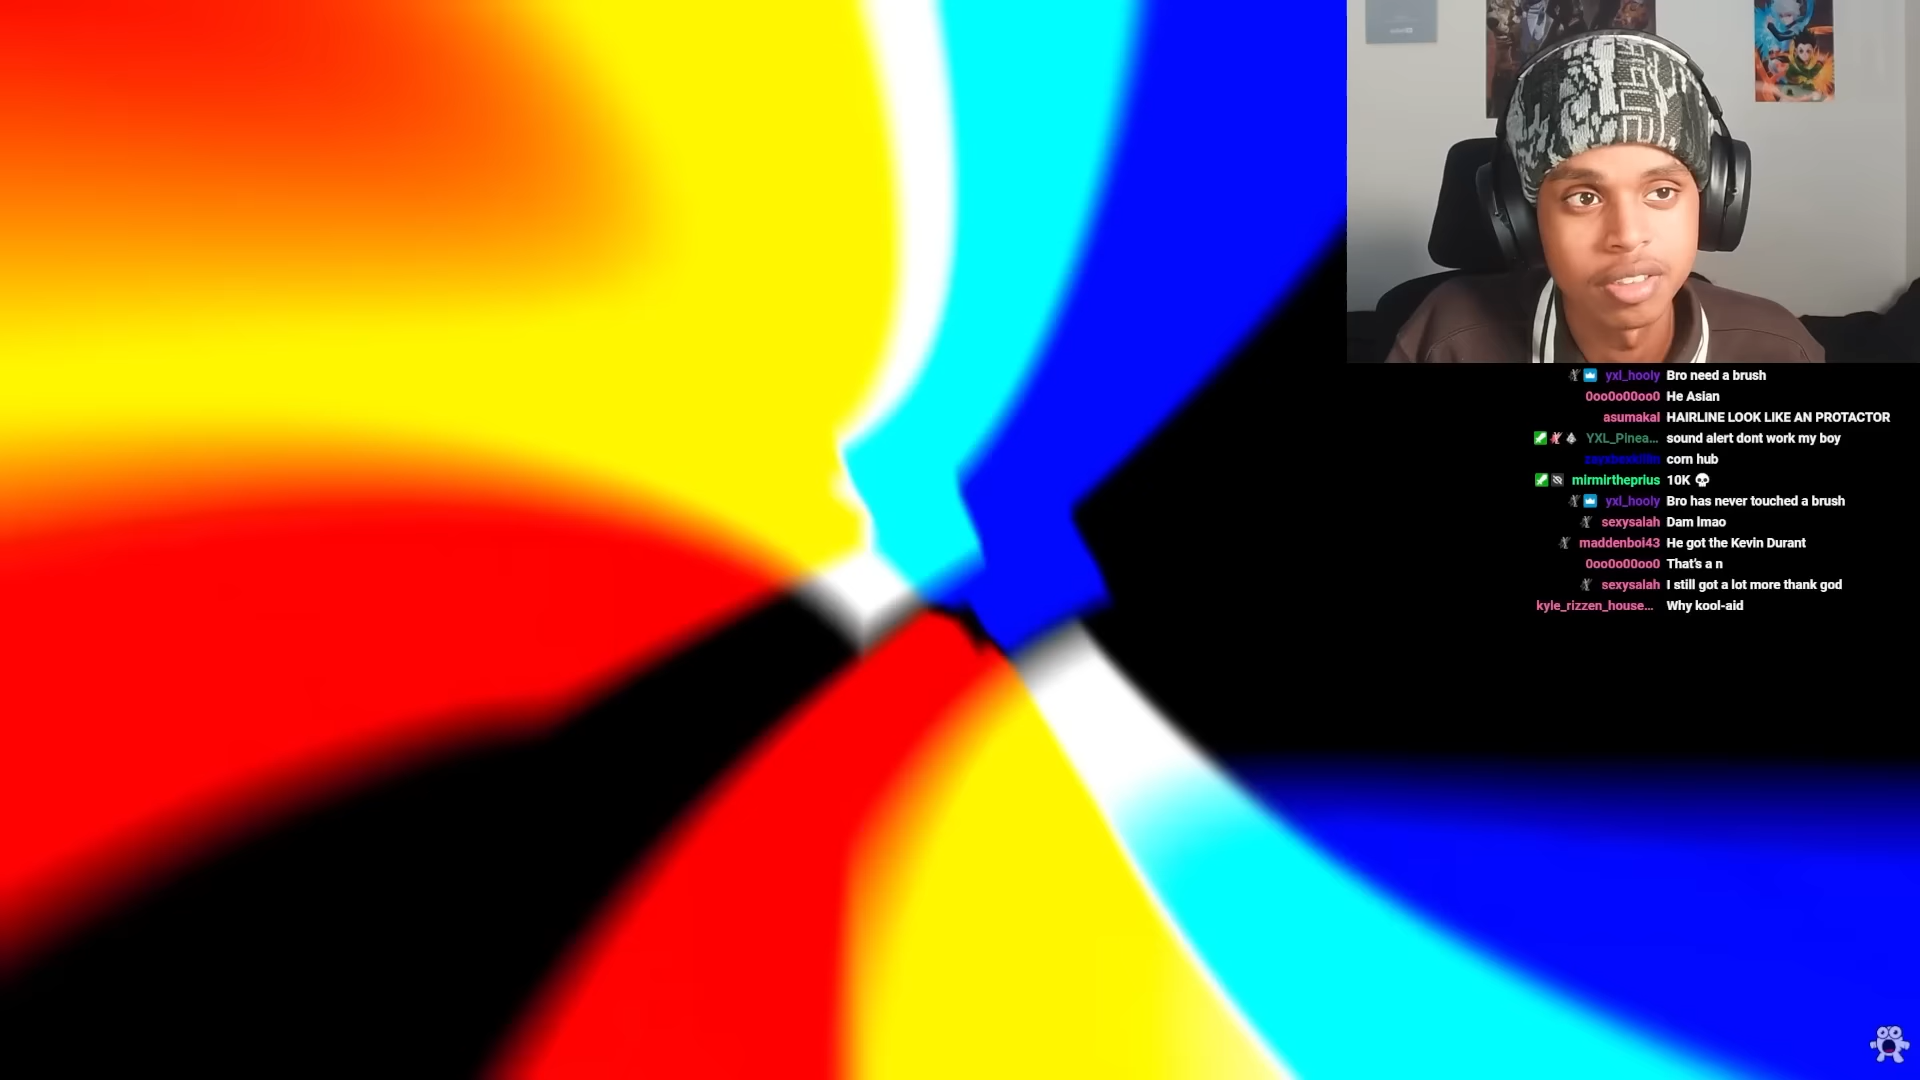 yxl_hooly Bro need a brush
0oo0o00oo0 He Asian
asumakal HAIRLINE LOOK LIKE AN PROTACTOR
YXL_Pinea... sound alert dont work my boy
corn hub
mirmirtheprius 10K 💀
yxl_hooly Bro has never touched a brush
sexysalah Dam lmao
maddenboi43 He got the Kevin Durant
0oo0o00oo0 That's a n
sexysalah I still got a lot more thank god
kyle_rizzen_house... Why kool-aid